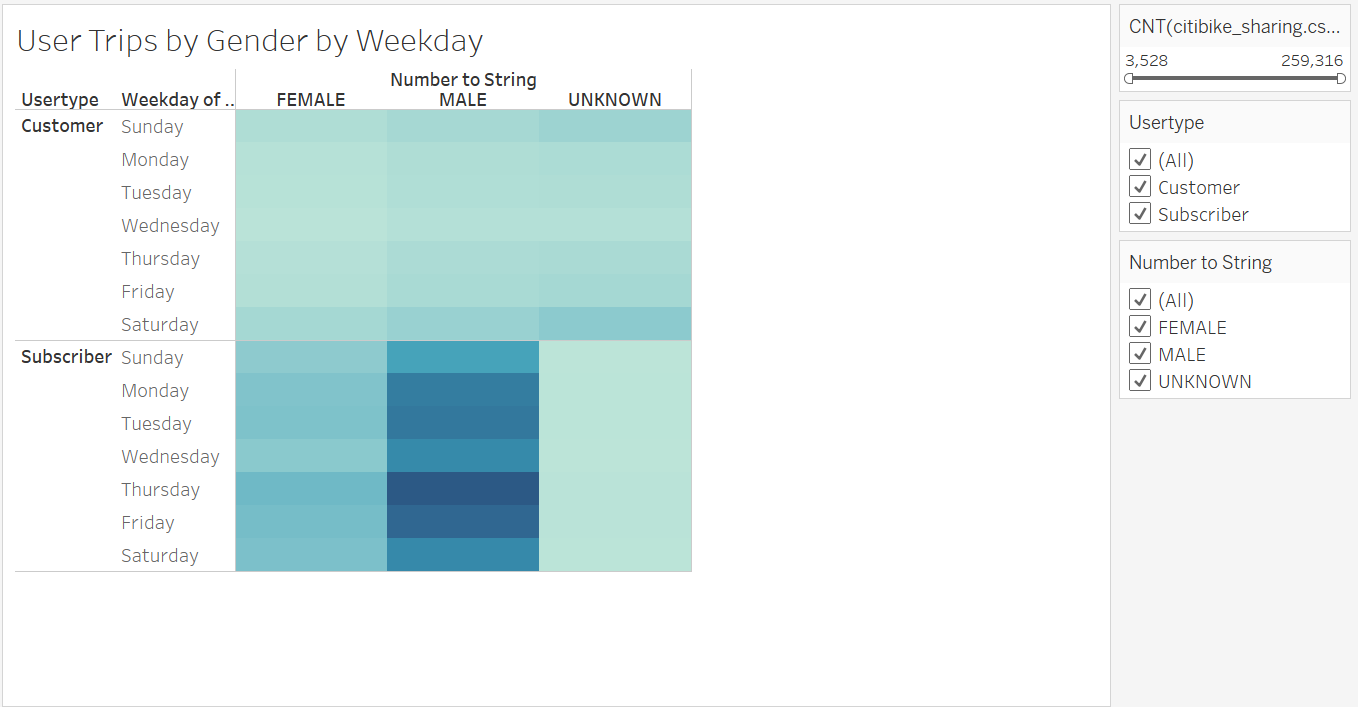 User Trips by Gender by Weekday
Number to String
Usertype Weekday of .. FEMALE MALE UNKNOWN
Customer Sunday
Monday
Tuesday
Wednesday
Thursday
Friday
Saturday
Subscriber Sunday
Monday
Tuesday
Wednesday
Thursday
Friday
Saturday
CNT(citibike_sharing.cs...
3,528 259,316
Usertype
(All)
Customer
Subscriber
Number to String
(All)
FEMALE
MALE
UNKNOWN